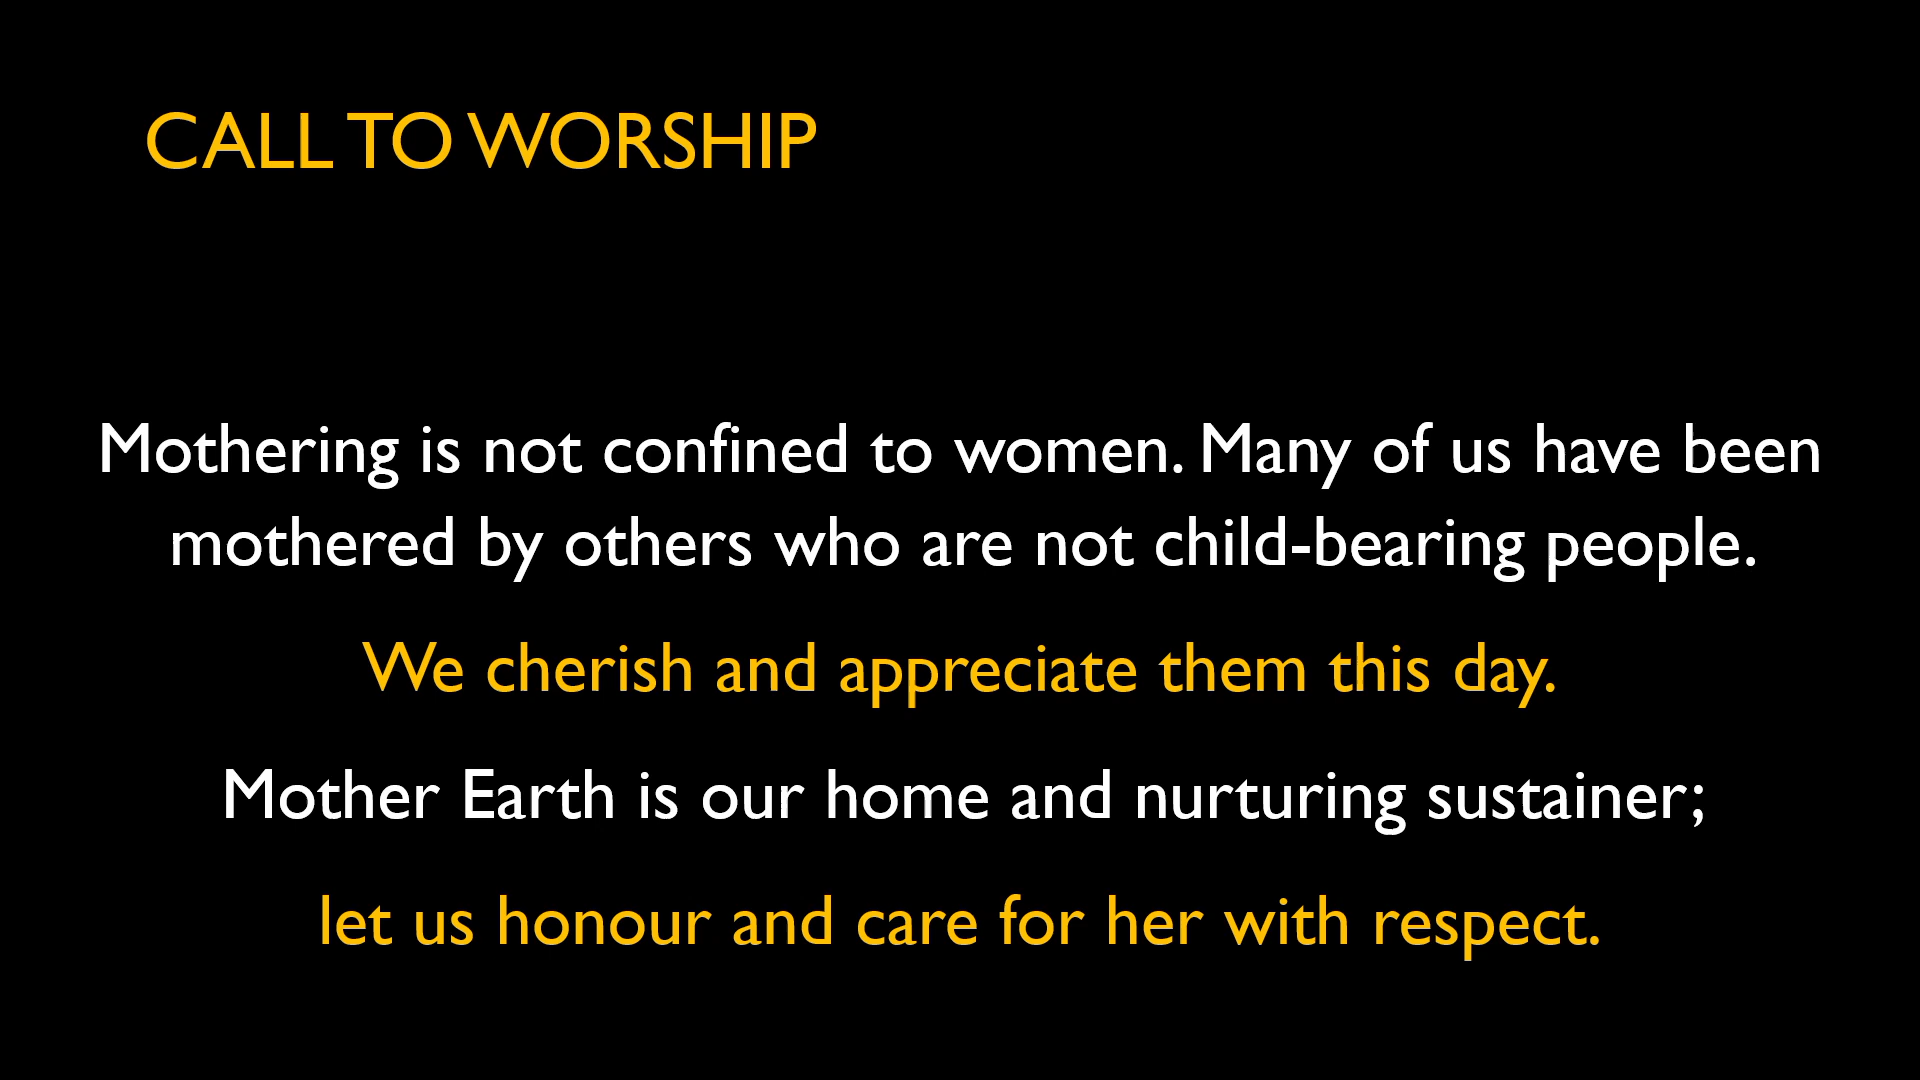 CALL TO WORSHIP
Mothering is not confined to women. Many of us have been
mothered by others who are not child-bearing people.
We cherish and appreciate them this day.
Mother Earth is our home and nurturing sustainer;
let us honour and care for her with respect.